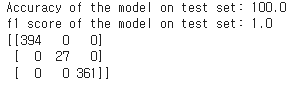 Accuracy of the model on test set: 100.0
f1 score of the model on test set: 1.0
[[394 0 0]
[ 0 27 0]
[ 0 0 361]]